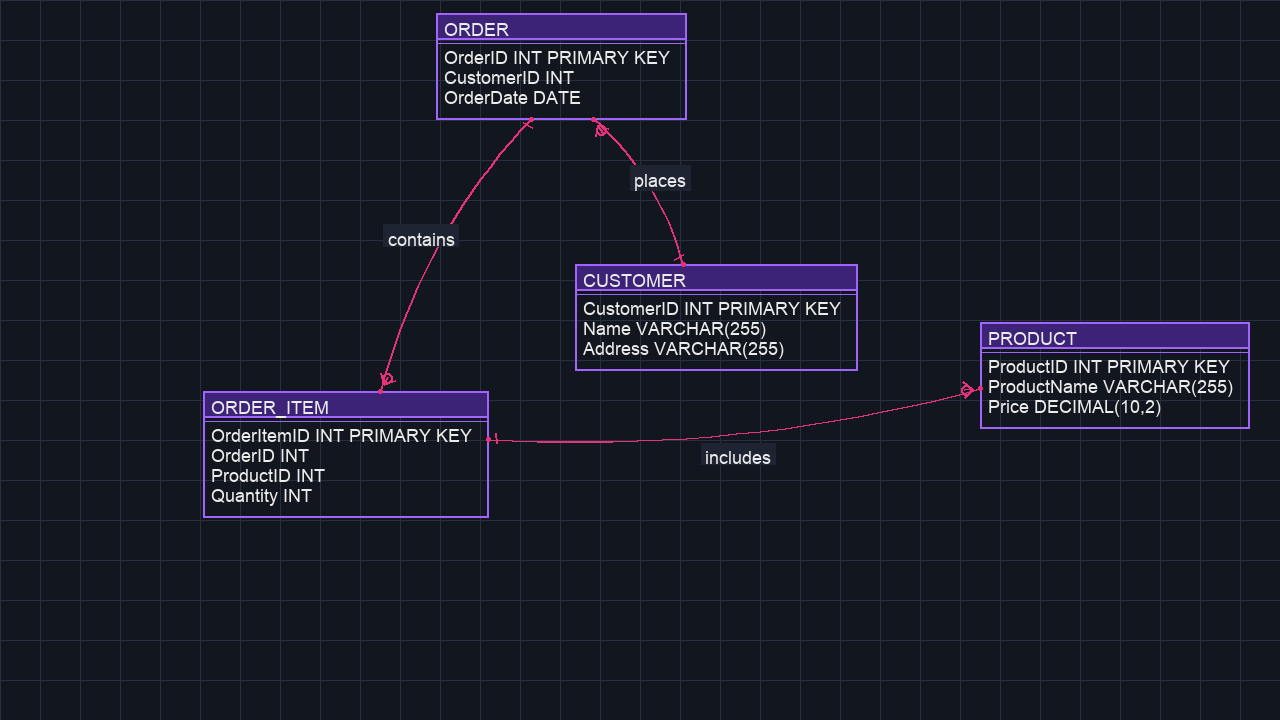 ORDER
OrderID INT PRIMARY KEY
CustomerID INT
OrderDate DATE
places
contains
CUSTOMER
CustomerID INT PRIMARY KEY
Name VARCHAR(255)
Address VARCHAR(255)
PRODUCT
ProductID INT PRIMARY KEY
ProductName VARCHAR(255)
Price DECIMAL(10,2)
ORDER_ITEM
OrderItemID INT PRIMARY KEY
OrderID INT
ProductID INT
Quantity INT
includes